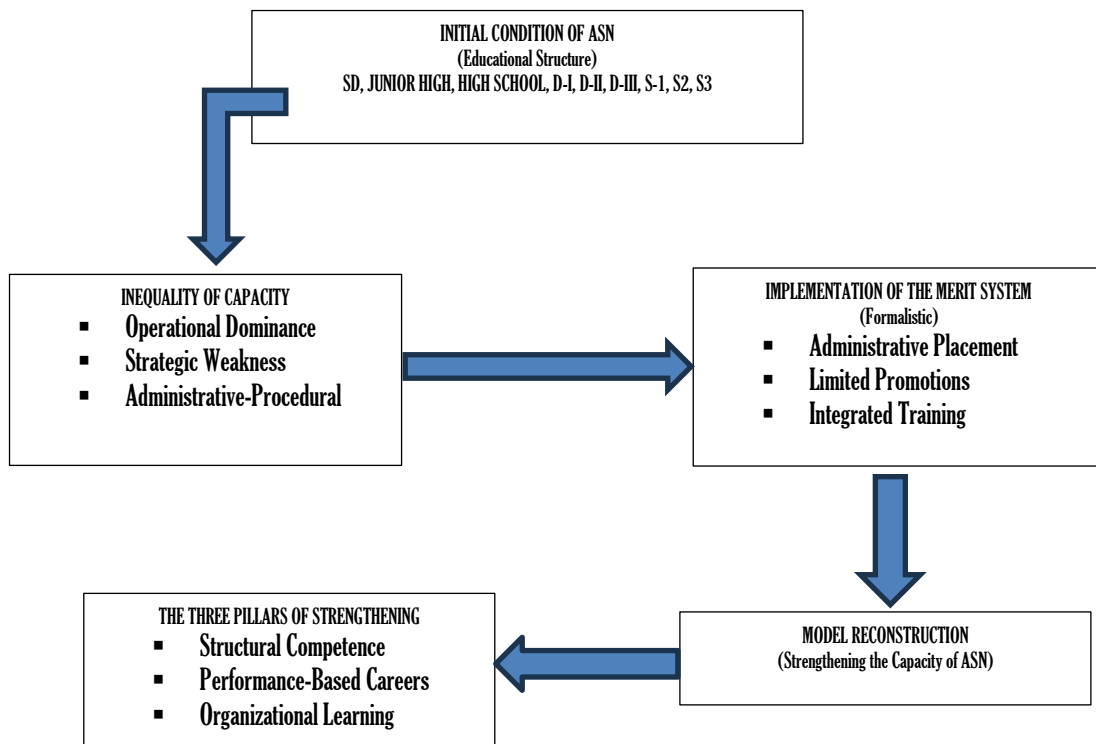 INITIAL CONDITION OF ASN
(Educational Structure)
SD, JUNIOR HIGH, HIGH SCHOOL, D-I, D-II, D-III, S-1, S2, S3
INEQUALITY OF CAPACITY
▪ Operational Dominance
▪ Strategic Weakness
▪ Administrative-Procedural
IMPLEMENTATION OF THE MERIT SYSTEM
(Formalistic)
▪ Administrative Placement
▪ Limited Promotions
▪ Integrated Training
MODEL RECONSTRUCTION
(Strengthening the Capacity of ASN)
THE THREE PILLARS OF STRENGTHENING
▪ Structural Competence
▪ Performance-Based Careers
▪ Organizational Learning